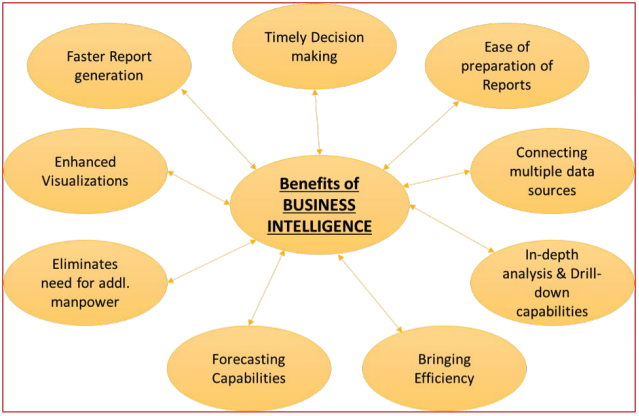 Timely Decision
making
Faster Report
generation
Ease of
preparation of
Reports
Enhanced
Visualizations
Connecting
multiple data
sources
Benefits of
BUSINESS
INTELLIGENCE
Eliminates
need for addl.
manpower
In-depth
analysis & Drill-
down
capabilities
Forecasting
Capabilities
Bringing
Efficiency